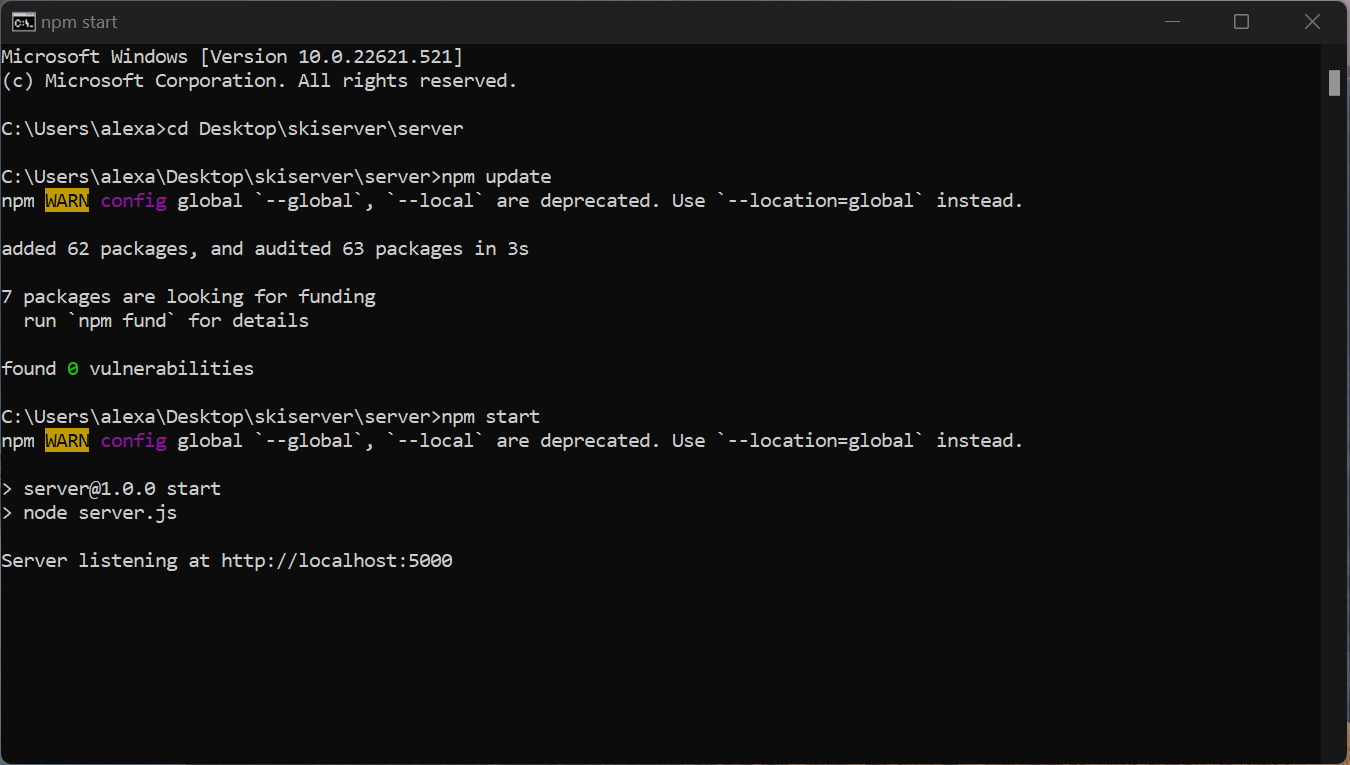 npm start
Microsoft Windows [Version 10.0.22621.521]
(c) Microsoft Corporation. All rights reserved.
C:\Users\alexa>cd Desktop\skiserver\server
C:\Users\alexa\Desktop\skiserver\server>npm update
npm WARN config global `--global`, `--local` are deprecated. Use `--location=global` instead.
added 62 packages, and audited 63 packages in 3s
7 packages are looking for funding
  run `npm fund` for details
found 0 vulnerabilities
C:\Users\alexa\Desktop\skiserver\server>npm start
npm WARN config global `--global`, `--local` are deprecated. Use `--location=global` instead.
> server@1.0.0 start
> node server.js
Server listening at http://localhost:5000